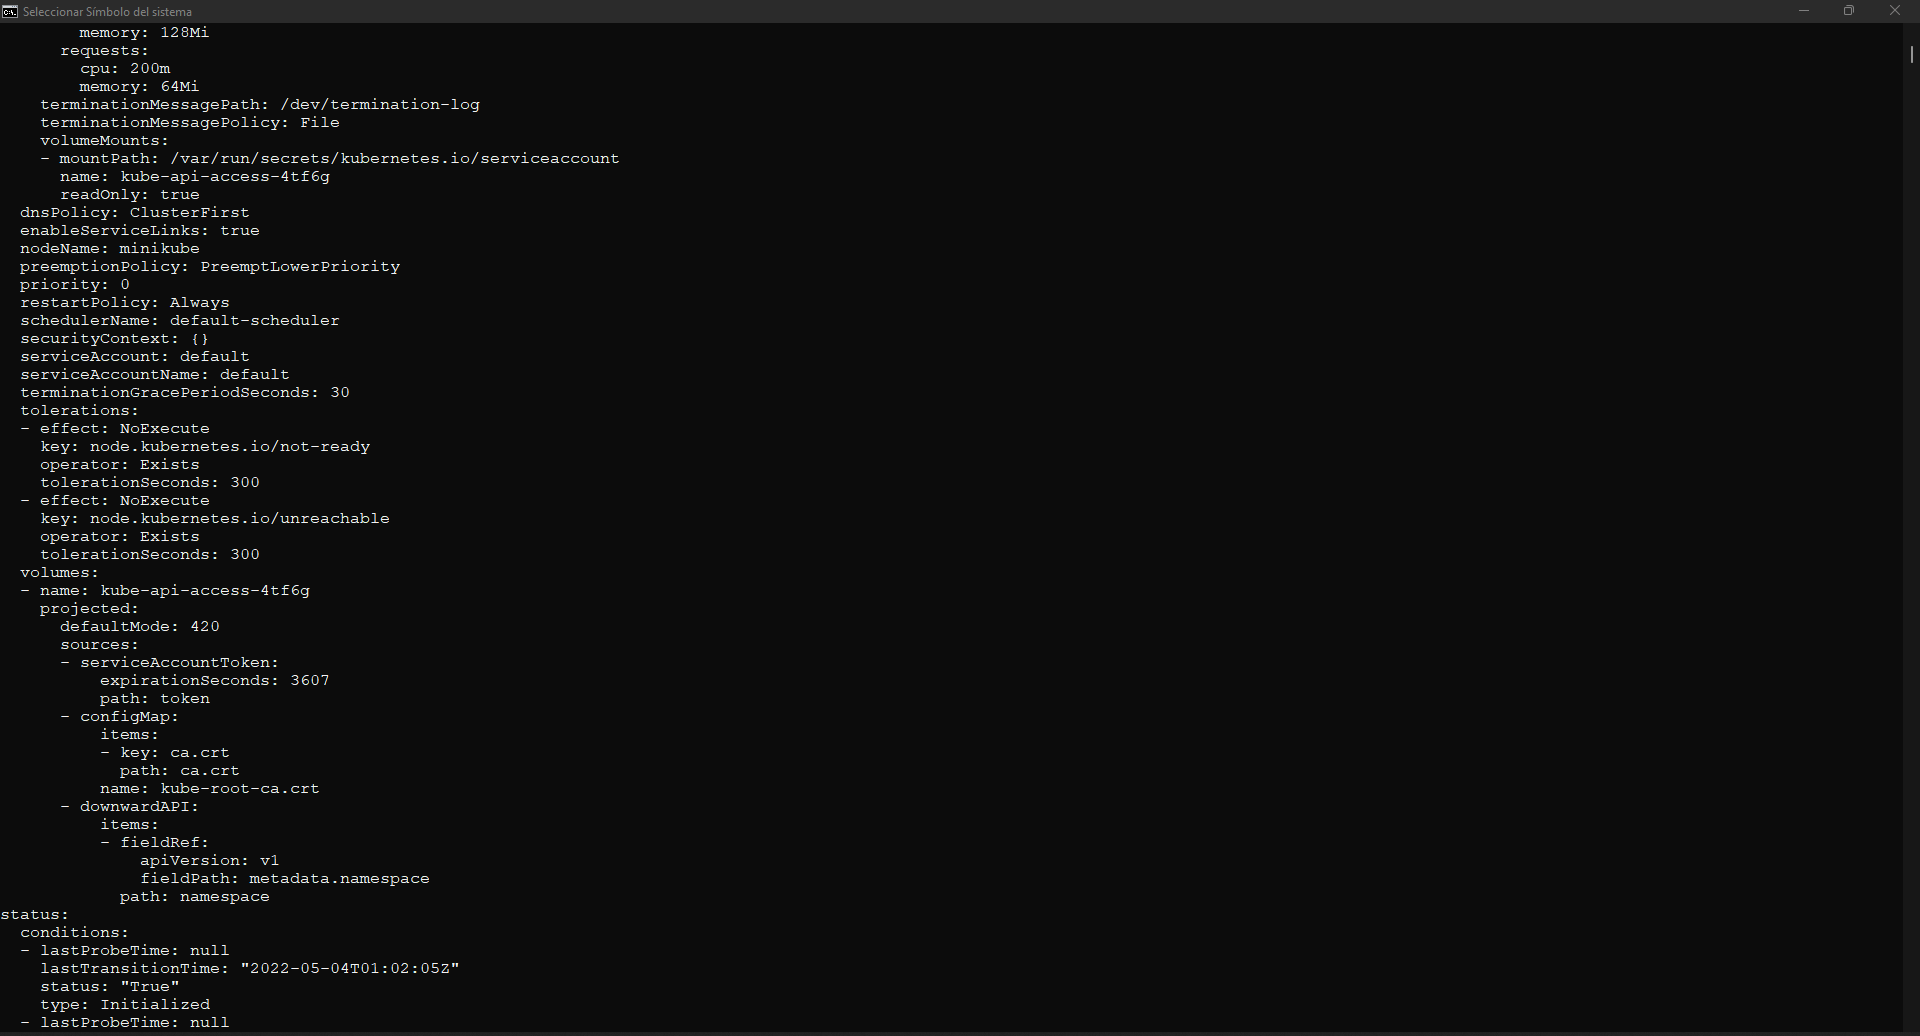 Seleccionar Símbolo del sistema
        memory: 128Mi
      requests:
        cpu: 200m
        memory: 64Mi
    terminationMessagePath: /dev/termination-log
    terminationMessagePolicy: File
    volumeMounts:
    - mountPath: /var/run/secrets/kubernetes.io/serviceaccount
      name: kube-api-access-4tf6g
      readOnly: true
  dnsPolicy: ClusterFirst
  enableServiceLinks: true
  nodeName: minikube
  preemptionPolicy: PreemptLowerPriority
  priority: 0
  restartPolicy: Always
  schedulerName: default-scheduler
  securityContext: {}
  serviceAccount: default
  serviceAccountName: default
  terminationGracePeriodSeconds: 30
  tolerations:
  - effect: NoExecute
    key: node.kubernetes.io/not-ready
    operator: Exists
    tolerationSeconds: 300
  - effect: NoExecute
    key: node.kubernetes.io/unreachable
    operator: Exists
    tolerationSeconds: 300
  volumes:
  - name: kube-api-access-4tf6g
    projected:
      defaultMode: 420
      sources:
      - serviceAccountToken:
          expirationSeconds: 3607
          path: token
      - configMap:
          items:
          - key: ca.crt
            path: ca.crt
          name: kube-root-ca.crt
      - downwardAPI:
          items:
          - fieldRef:
              apiVersion: v1
              fieldPath: metadata.namespace
            path: namespace
status:
  conditions:
  - lastProbeTime: null
    lastTransitionTime: "2022-05-04T01:02:05Z"
    status: "True"
    type: Initialized
  - lastProbeTime: null